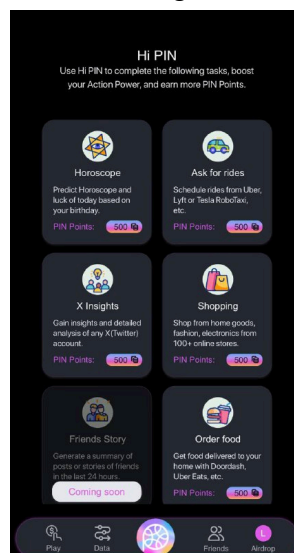 Hi PIN
Use Hi PIN to complete the
following tasks, boost
your Action Power, and
earn more PIN Points.
Horoscope
Predict Horoscope and
luck of today based on
your birthday.
PIN Points: 500
Ask for rides
Schedule rides from Uber,
Lyft or Tesla RoboTaxi,
etc.
PIN Points: 500
X Insights
Gain insights and detailed
analysis of any X(Twitter)
account.
PIN Points: 500
Shopping
Shop from home goods,
fashion, electronics from
100+ online stores.
PIN Points: 500
Friends Story
Generate a summary of
posts or stories of friends
in the last 24 hours.
Coming soon
Order food
Get food delivered to your
home with Doordash,
Uber Eats, etc.
PIN Points: 500
Play
Data
Friends
L
Airdrop